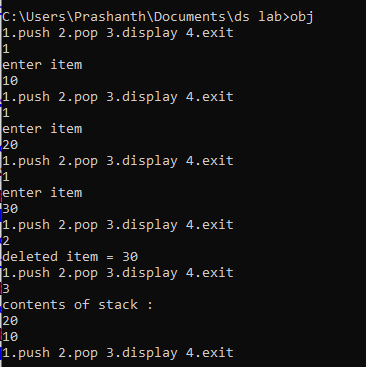 C:\Users\Prashanth\Documents\ds lab>obj
1.push 2.pop 3.display 4.exit
1
enter item
10
1.push 2.pop 3.display 4.exit
1
enter item
20
1.push 2.pop 3.display 4.exit
1
enter item
30
1.push 2.pop 3.display 4.exit
2
deleted item = 30
1.push 2.pop 3.display 4.exit
3
contents of stack :
20
10
1.push 2.pop 3.display 4.exit